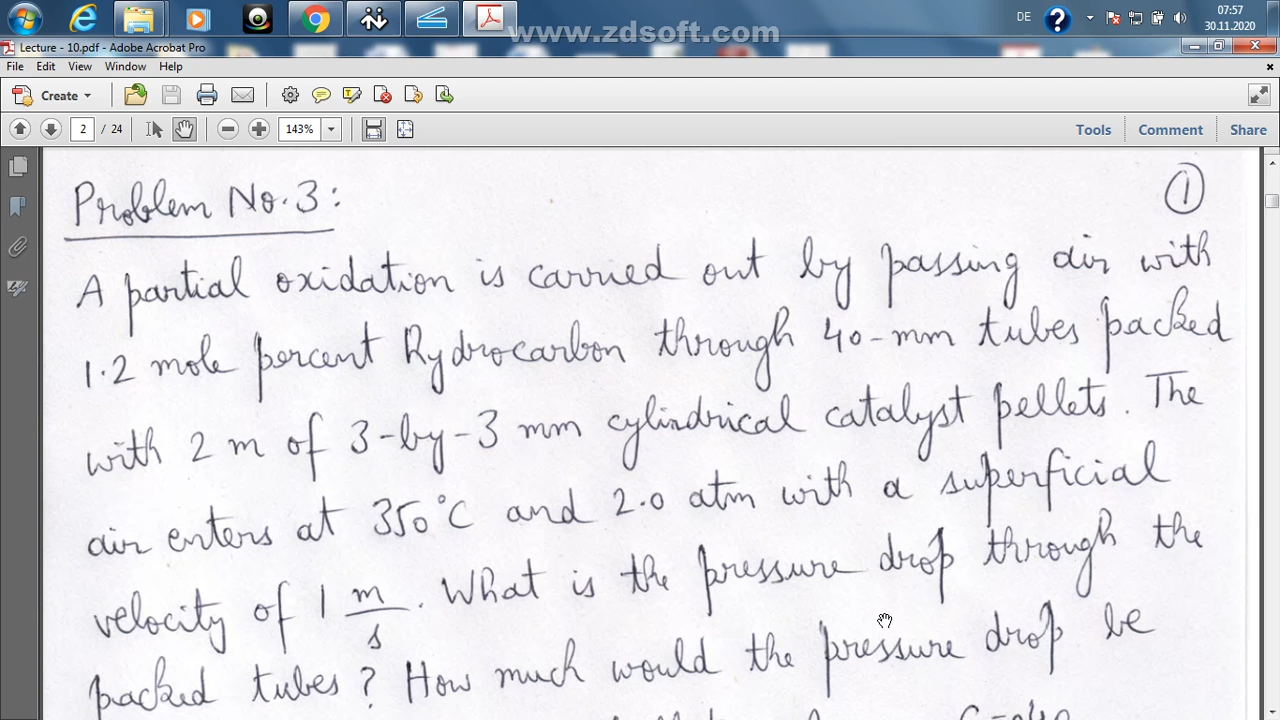 DE
07:57
30.11.2020
www.zdsoft.com
Lecture - 10.pdf - Adobe Acrobat Pro
File Edit View Window Help
Create
2 / 24 143% Tools Comment Share
Problem No. 3: 1
A partial oxidation is carried out by passing air with
1.2 mole percent hydrocarbon through 40-mm tubes packed
with 2 m of 3-by-3 mm cylindrical catalyst pellets. The
air enters at 350°C and 2.0 atm with a superficial
velocity of 1 m/s. What is the pressure drop through the
packed tubes? How much would the pressure drop be